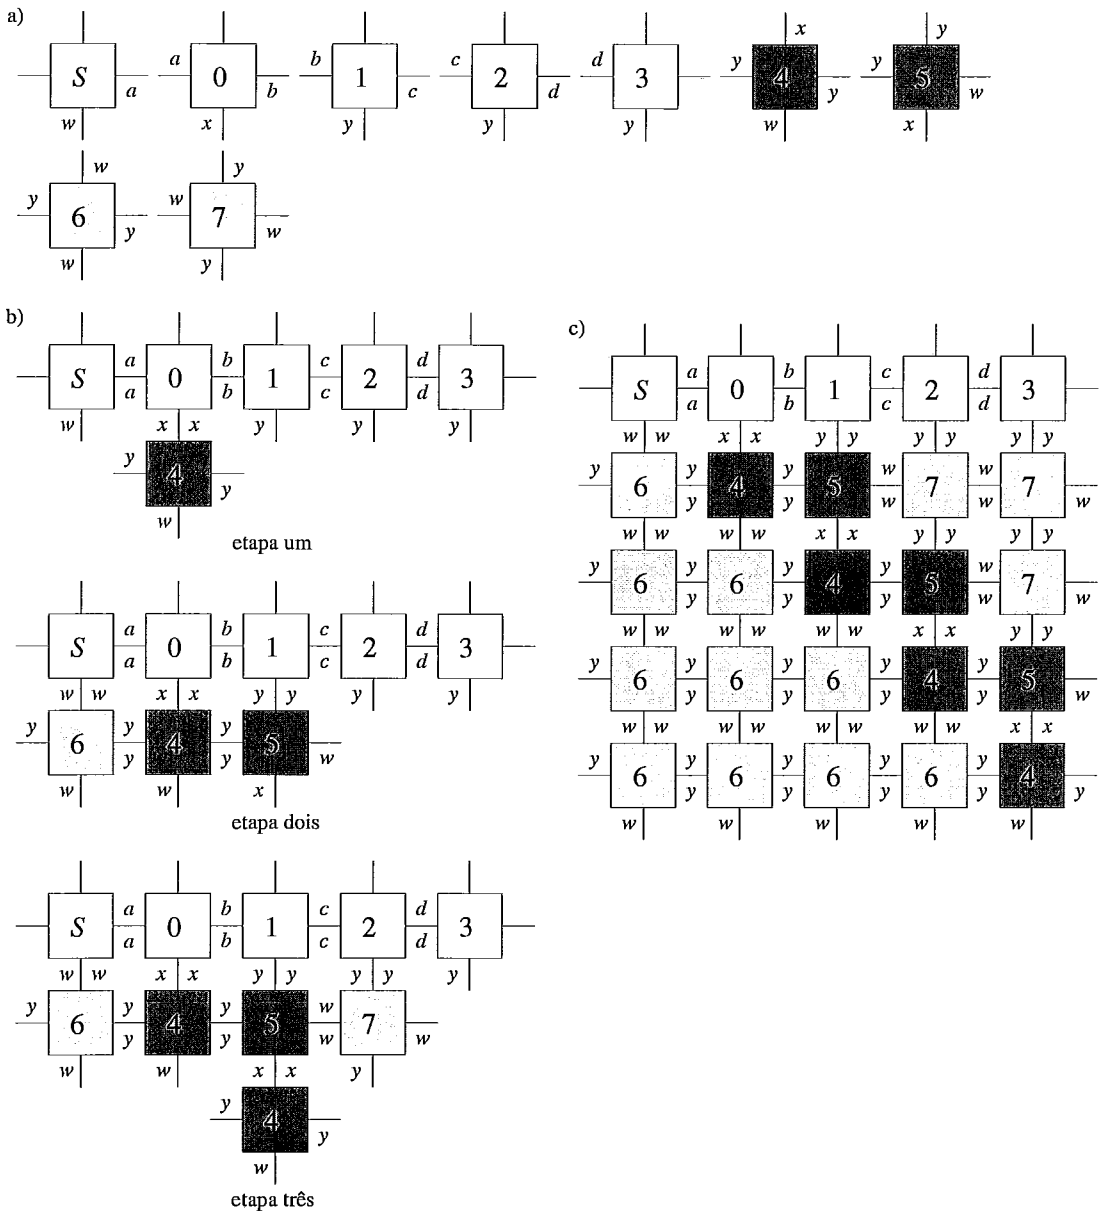 a)
x y
a b c d y y
S 0 1 2 3 4 5
a b c d y w
w x y y y w x
w y
y w
6 7
y w
w y
b)
a b c d
S 0 1 2 3
a b c d
w x x y y y
y
4
y
w
etapa um
a b c d
S 0 1 2 3
a b c d
w w x x y y y y
y y y
6 4 5
y y w
w w x
etapa dois
a b c d
S 0 1 2 3
a b c d
w w x x y y y y y
y y y w
6 4 5 7
y y w w
w w x x y
y
4
y
w
etapa três
c)
a b c d
S 0 1 2 3
a b c d
w w x x y y y y y y
y y y w w
6 4 5 7 7
y y w w w
w w w w x x y y y y
y y y y w
6 6 4 5 7
y y y w w
w w w w w w x x y y
y y y y y
6 6 6 4 5
y y y y w
w w w w w w w w x x
y y y y y
6 6 6 6 4
y y y y y
w w w w w